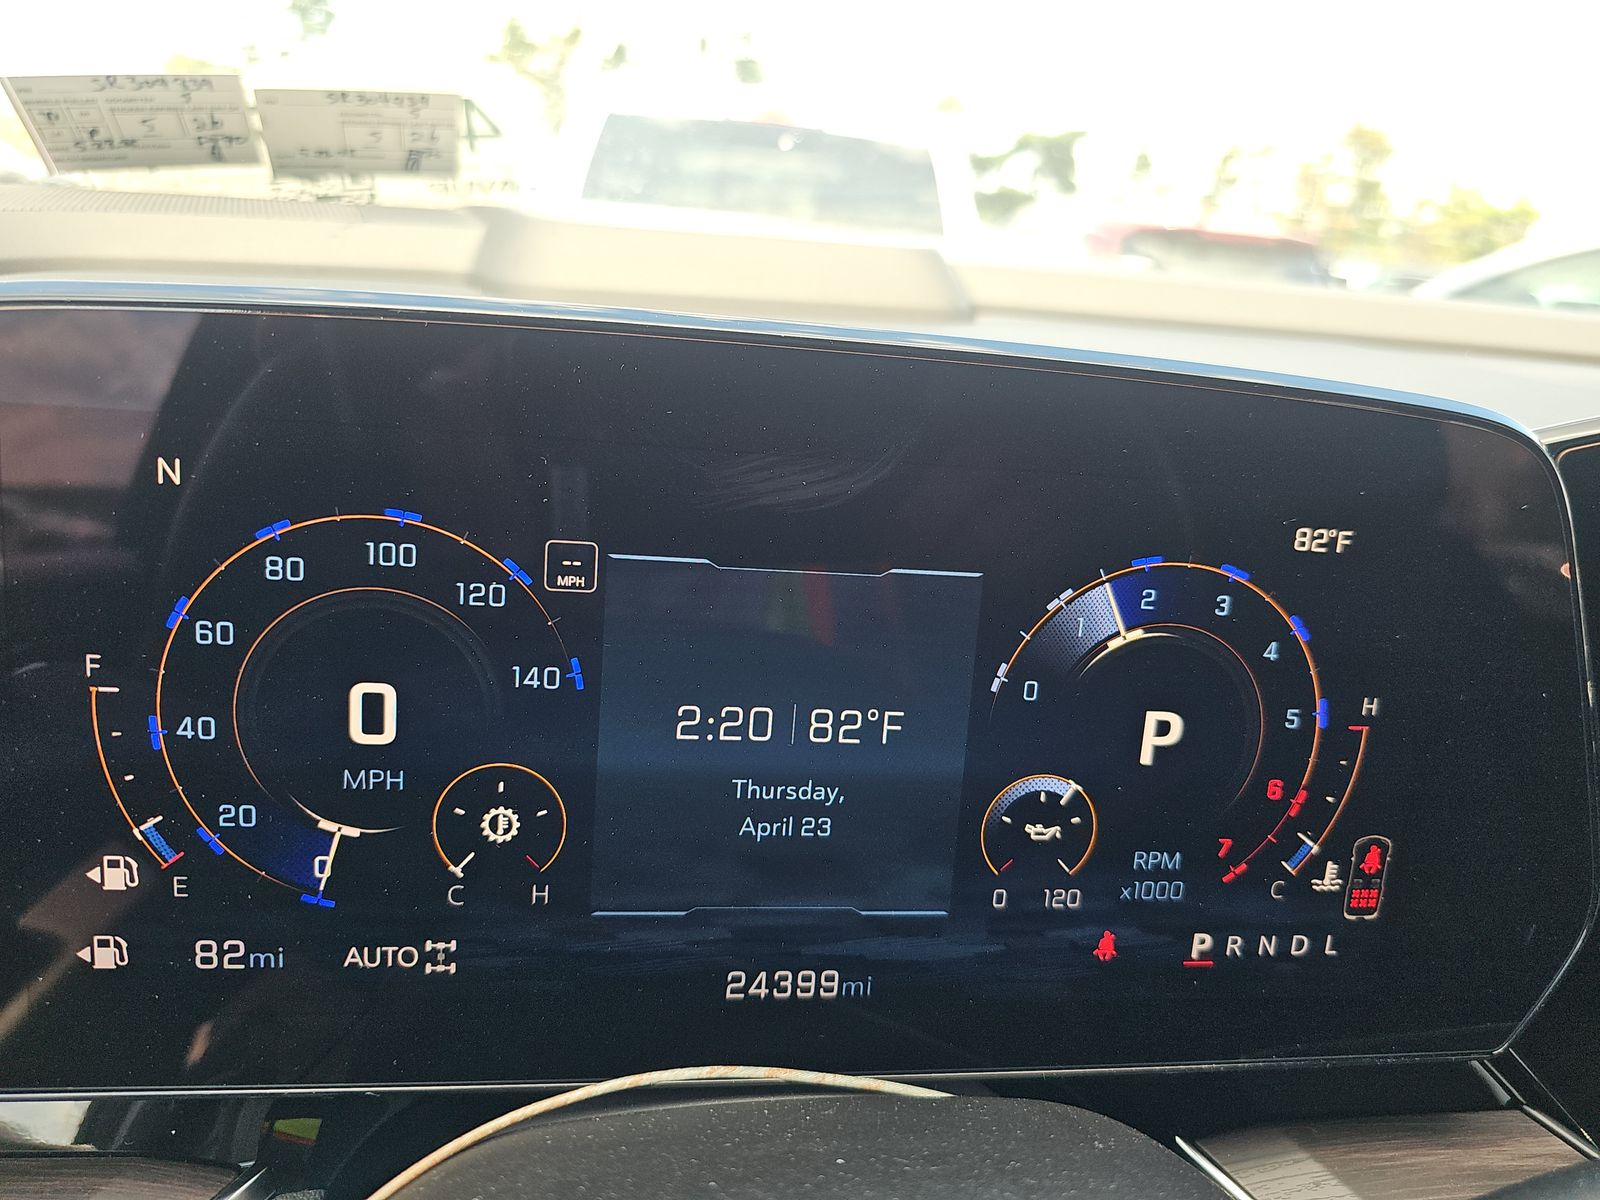 N
82°F
-- MPH
80
100
120
60
140
40
20
0
0
MPH
F
E
C
H
2:20 | 82°F
Thursday,
April 23
0
1
2
3
4
5
6
7
P
H
C
0
120
RPM
x1000
82mi
AUTO
24399mi
P R N D L